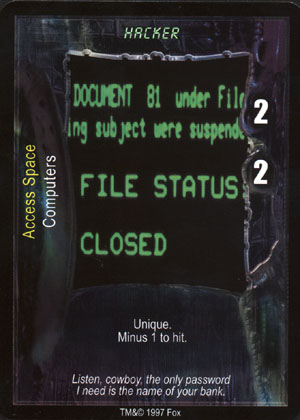 HACKER
DOCUMENT 81 under File
ing subject were suspende
2
2
FILE STATUS
CLOSED
Access Space
Computers
Unique.
Minus 1 to hit.
Listen, cowboy, the only password
I need is the name of your bank.
TM&© 1997 Fox